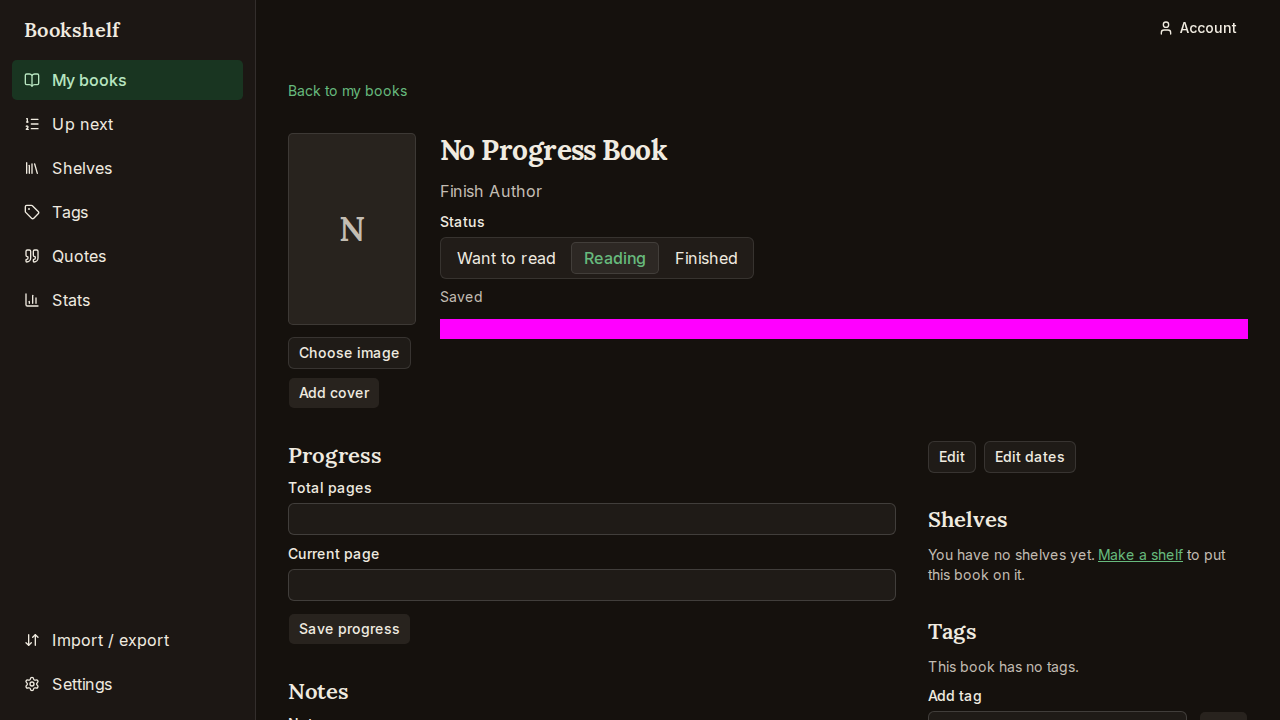 Bookshelf
My books
Up next
Shelves
Tags
Quotes
Stats
Import / export
Settings
Account
Back to my books
N
No Progress Book
Finish Author
Status
Want to read
Reading
Finished
Saved
Choose image
Add cover
Progress
Total pages
Current page
Save progress
Notes
Edit
Edit dates
Shelves
You have no shelves yet. Make a shelf to put
this book on it.
Tags
This book has no tags.
Add tag